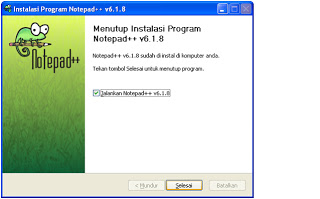 Instalasi Program Notepad++ v6.1.8
Notepad++
Menutup Instalasi Program
Notepad++ v6.1.8
Notepad++ v6.1.8 sudah di instal di komputer anda.
Tekan tombol Selesai untuk menutup program.
Jalankan Notepad++ v6.1.8
< Mundur
Selesai
Batalkan